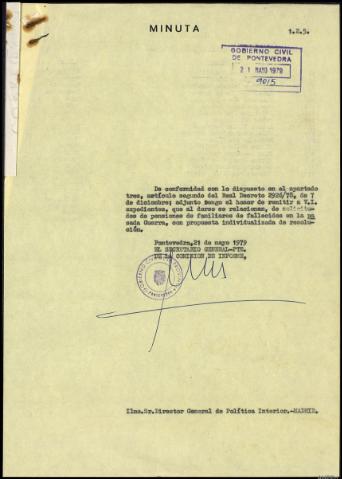 MINUTA
1.2.5.
GOBIERNO CIVIL
DE PONTEVEDRA
21 MAYO 1979
9015
De conformidad con lo dispuesto en el apartado
tres, artículo segundo del Real Decreto 2926/78, de 7
de diciembre; adjunto tengo el honor de remitir a V.I.
expedientes, que al dorso se relacionan, de solicitu-
des de pensiones de familiares de fallecidos en la pa
sada Guerra, con propuesta individualizada de resolu-
ción.
Pontevedra, 21 de mayo 1979
EL SECRETARIO GENERAL-PTE.
DE LA COMISION DE INFORME,
Ilmo.Sr.Director General de Política Interior.-MADRID.